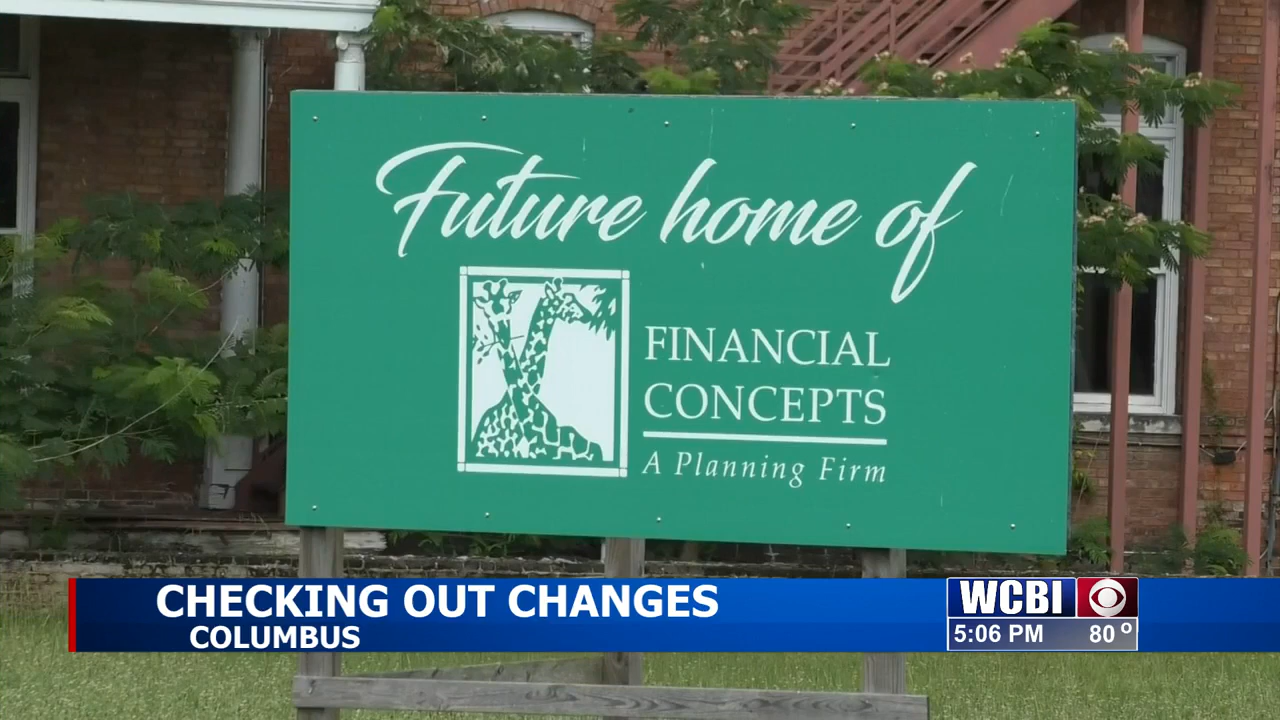 Future home of
FINANCIAL
CONCEPTS
A Planning Firm
CHECKING OUT CHANGES
COLUMBUS
WCBI
5:06 PM 80°